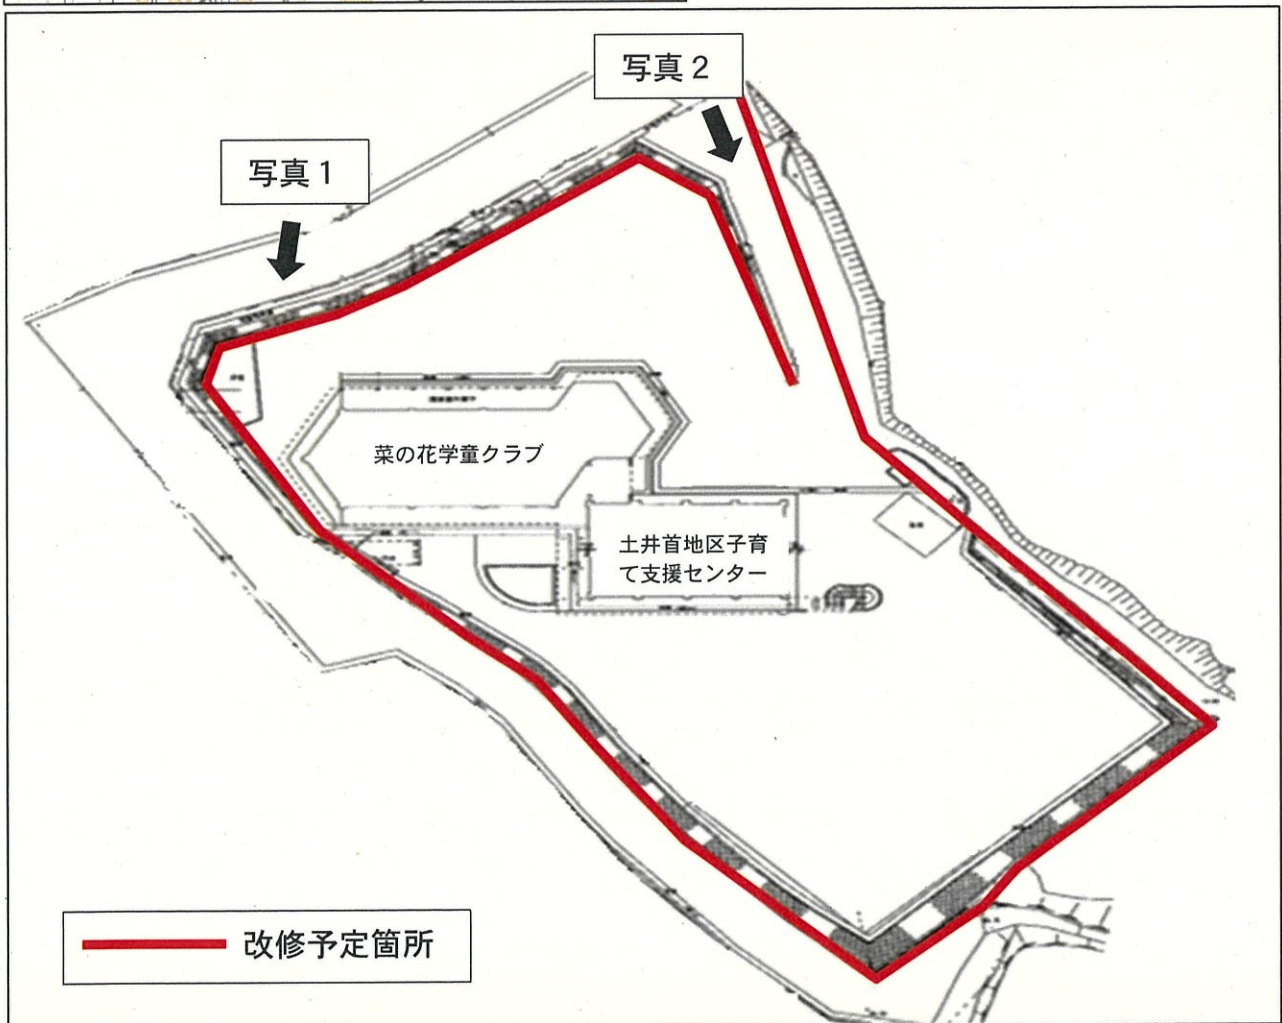 写真２
写真１
菜の花学童クラブ
土井首地区子育
て支援センター
改修予定箇所